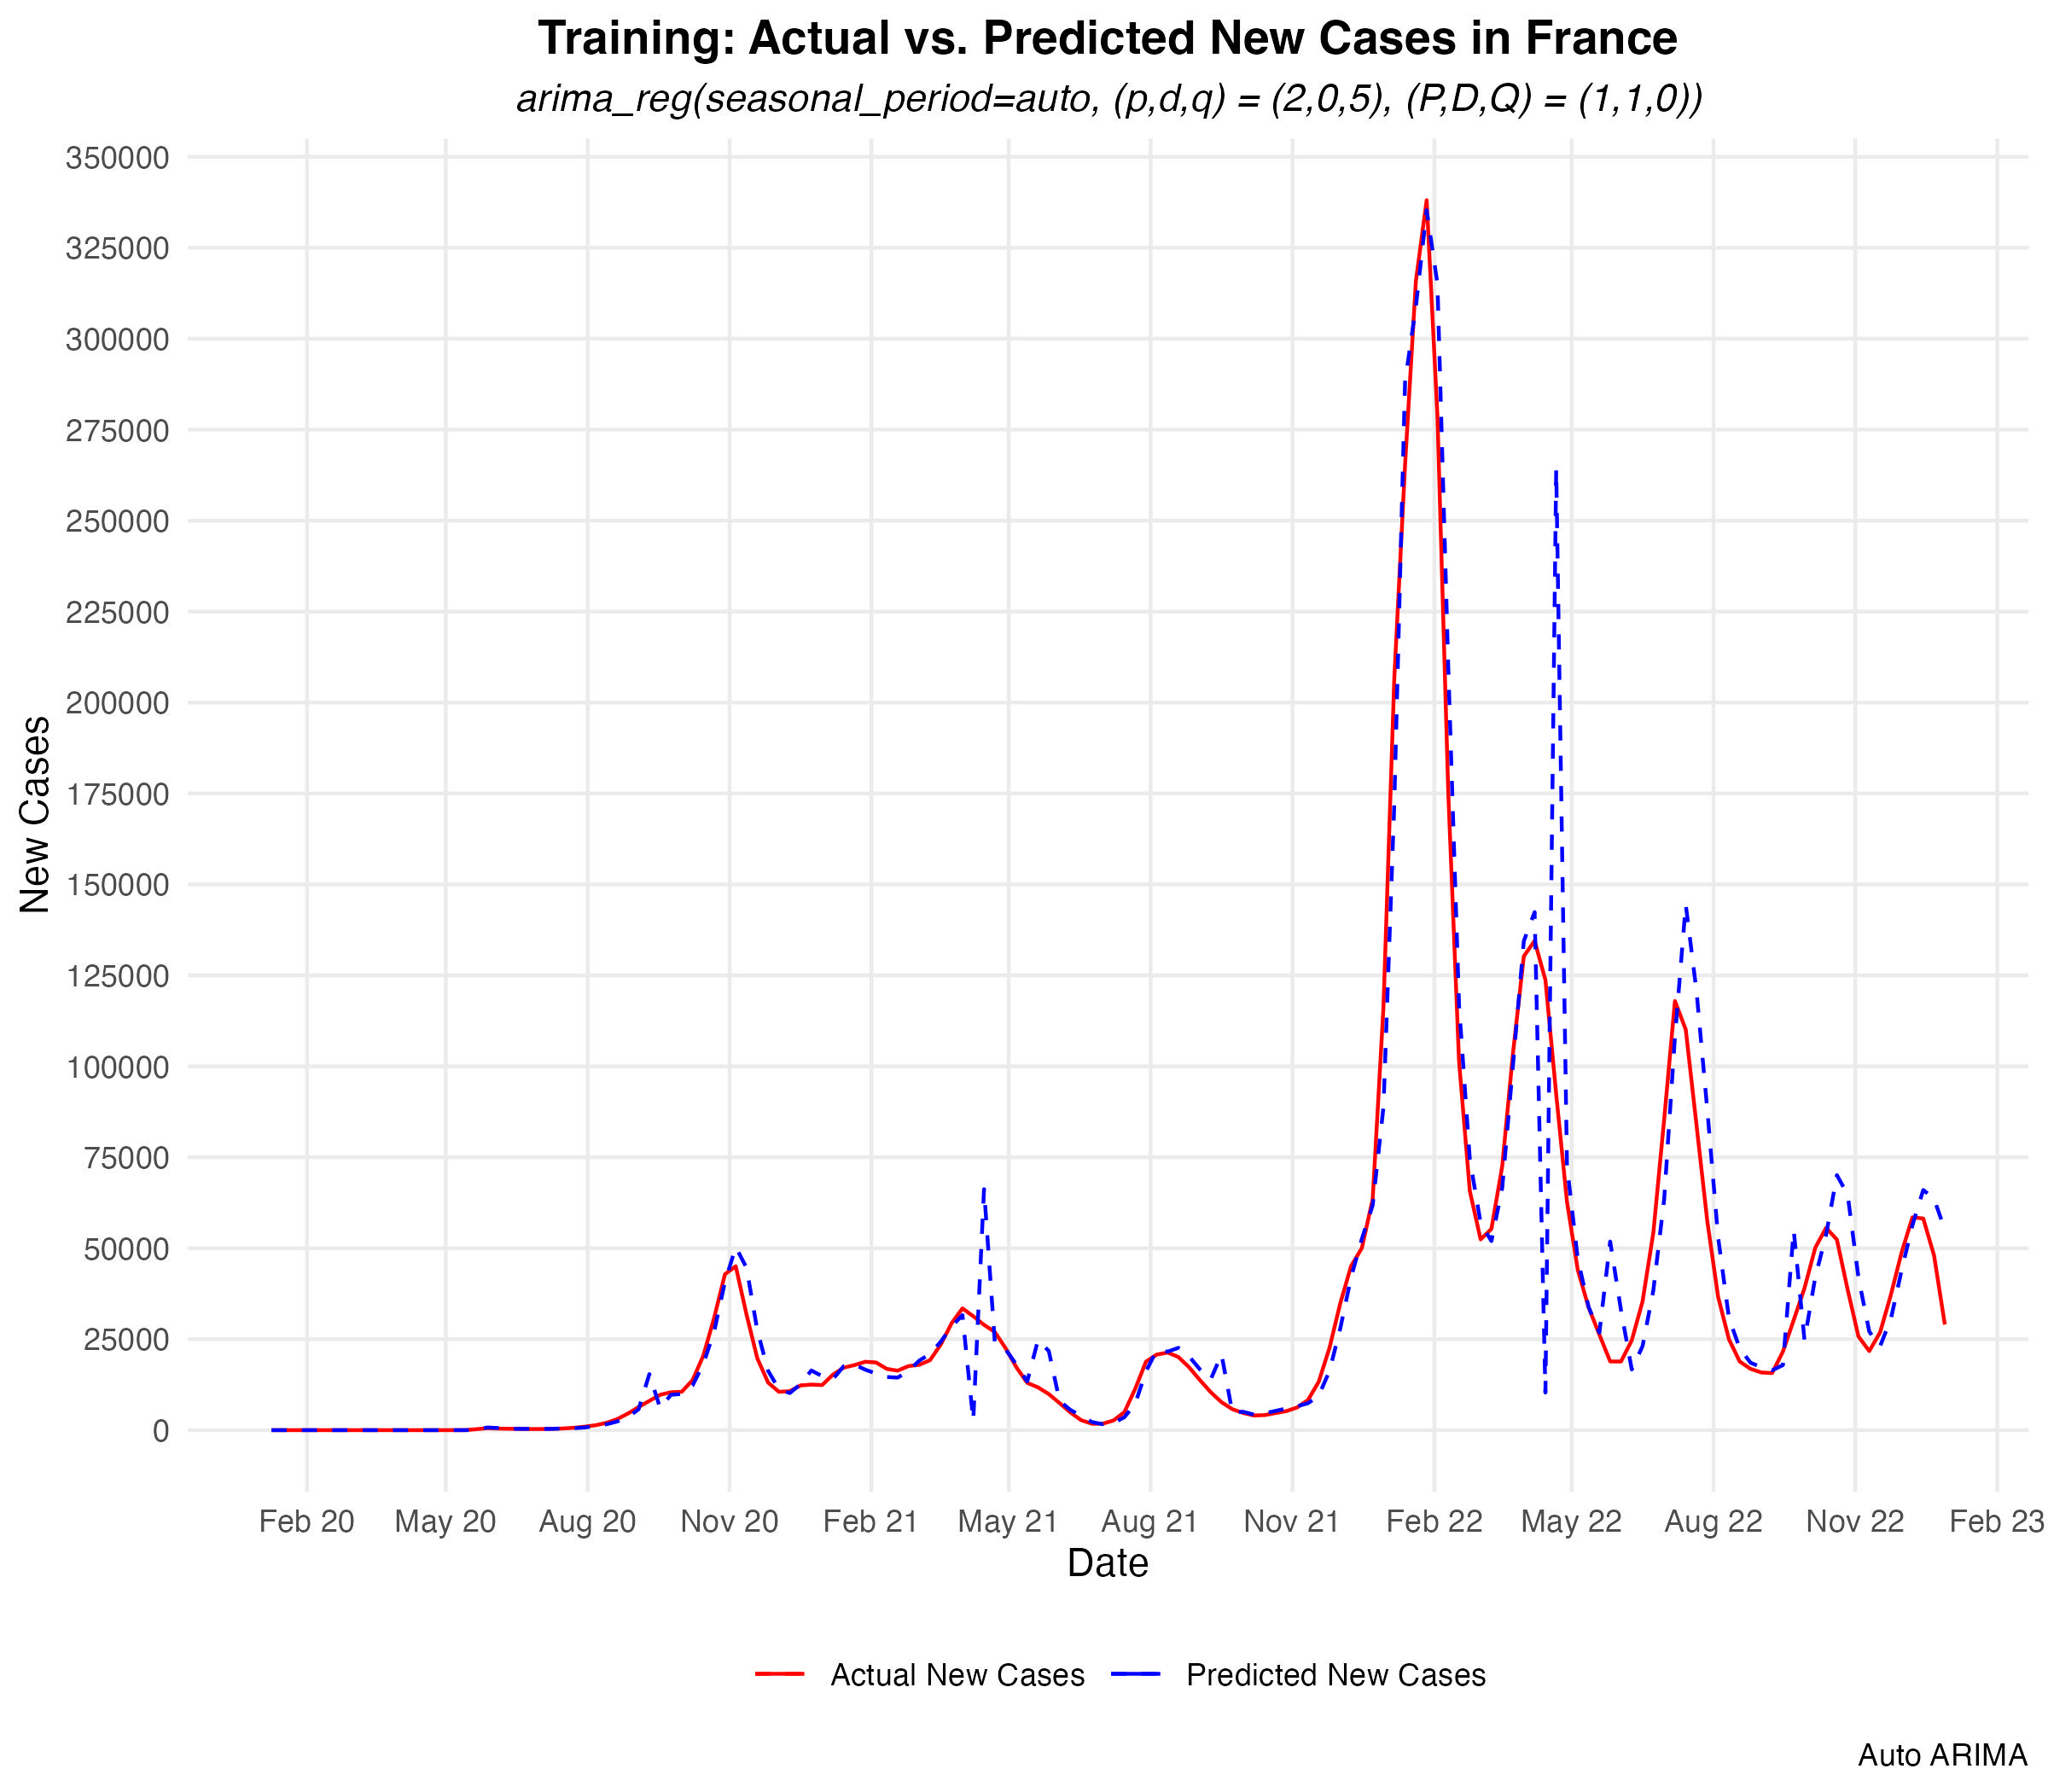 Training: Actual vs. Predicted New Cases in France
arima_reg(seasonal_period=auto, (p,d,q) = (2,0,5), (P,D,Q) = (1,1,0))
350000
325000
300000
275000
250000
225000
200000
175000
150000
125000
100000
75000
50000
25000
0
New Cases
Feb 20 May 20 Aug 20 Nov 20 Feb 21 May 21 Aug 21 Nov 21 Feb 22 May 22 Aug 22 Nov 22 Feb 23
Date
Actual New Cases Predicted New Cases
Auto ARIMA